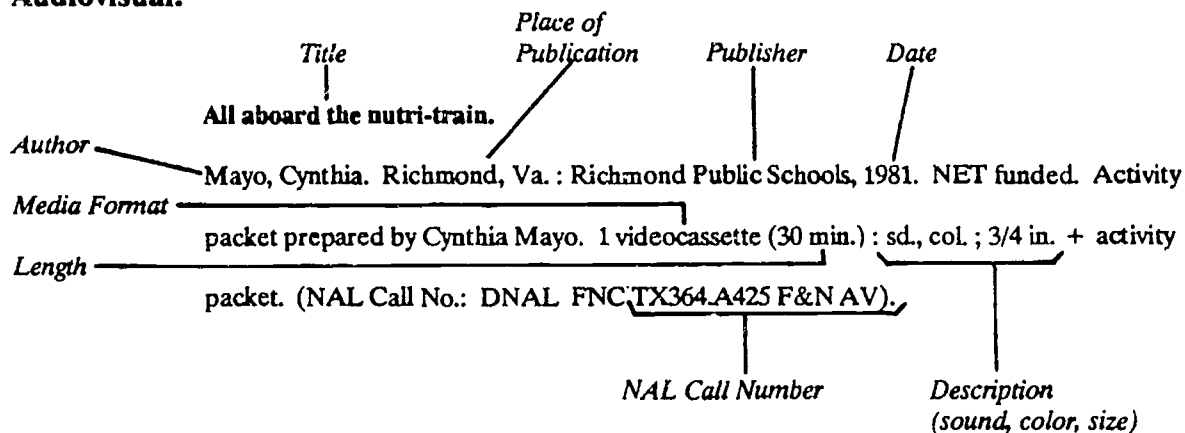 Audiovisual:
Place of
Title Publication Publisher Date
All aboard the nutri-train.
Author
Mayo, Cynthia. Richmond, Va. : Richmond Public Schools, 1981. NET funded. Activity
Media Format
packet prepared by Cynthia Mayo. 1 videocassette (30 min.) : sd., col. ; 3/4 in. + activity
Length
packet. (NAL Call No.: DNAL FNC TX364.A425 F&N AV).
NAL Call Number Description
(sound, color, size)